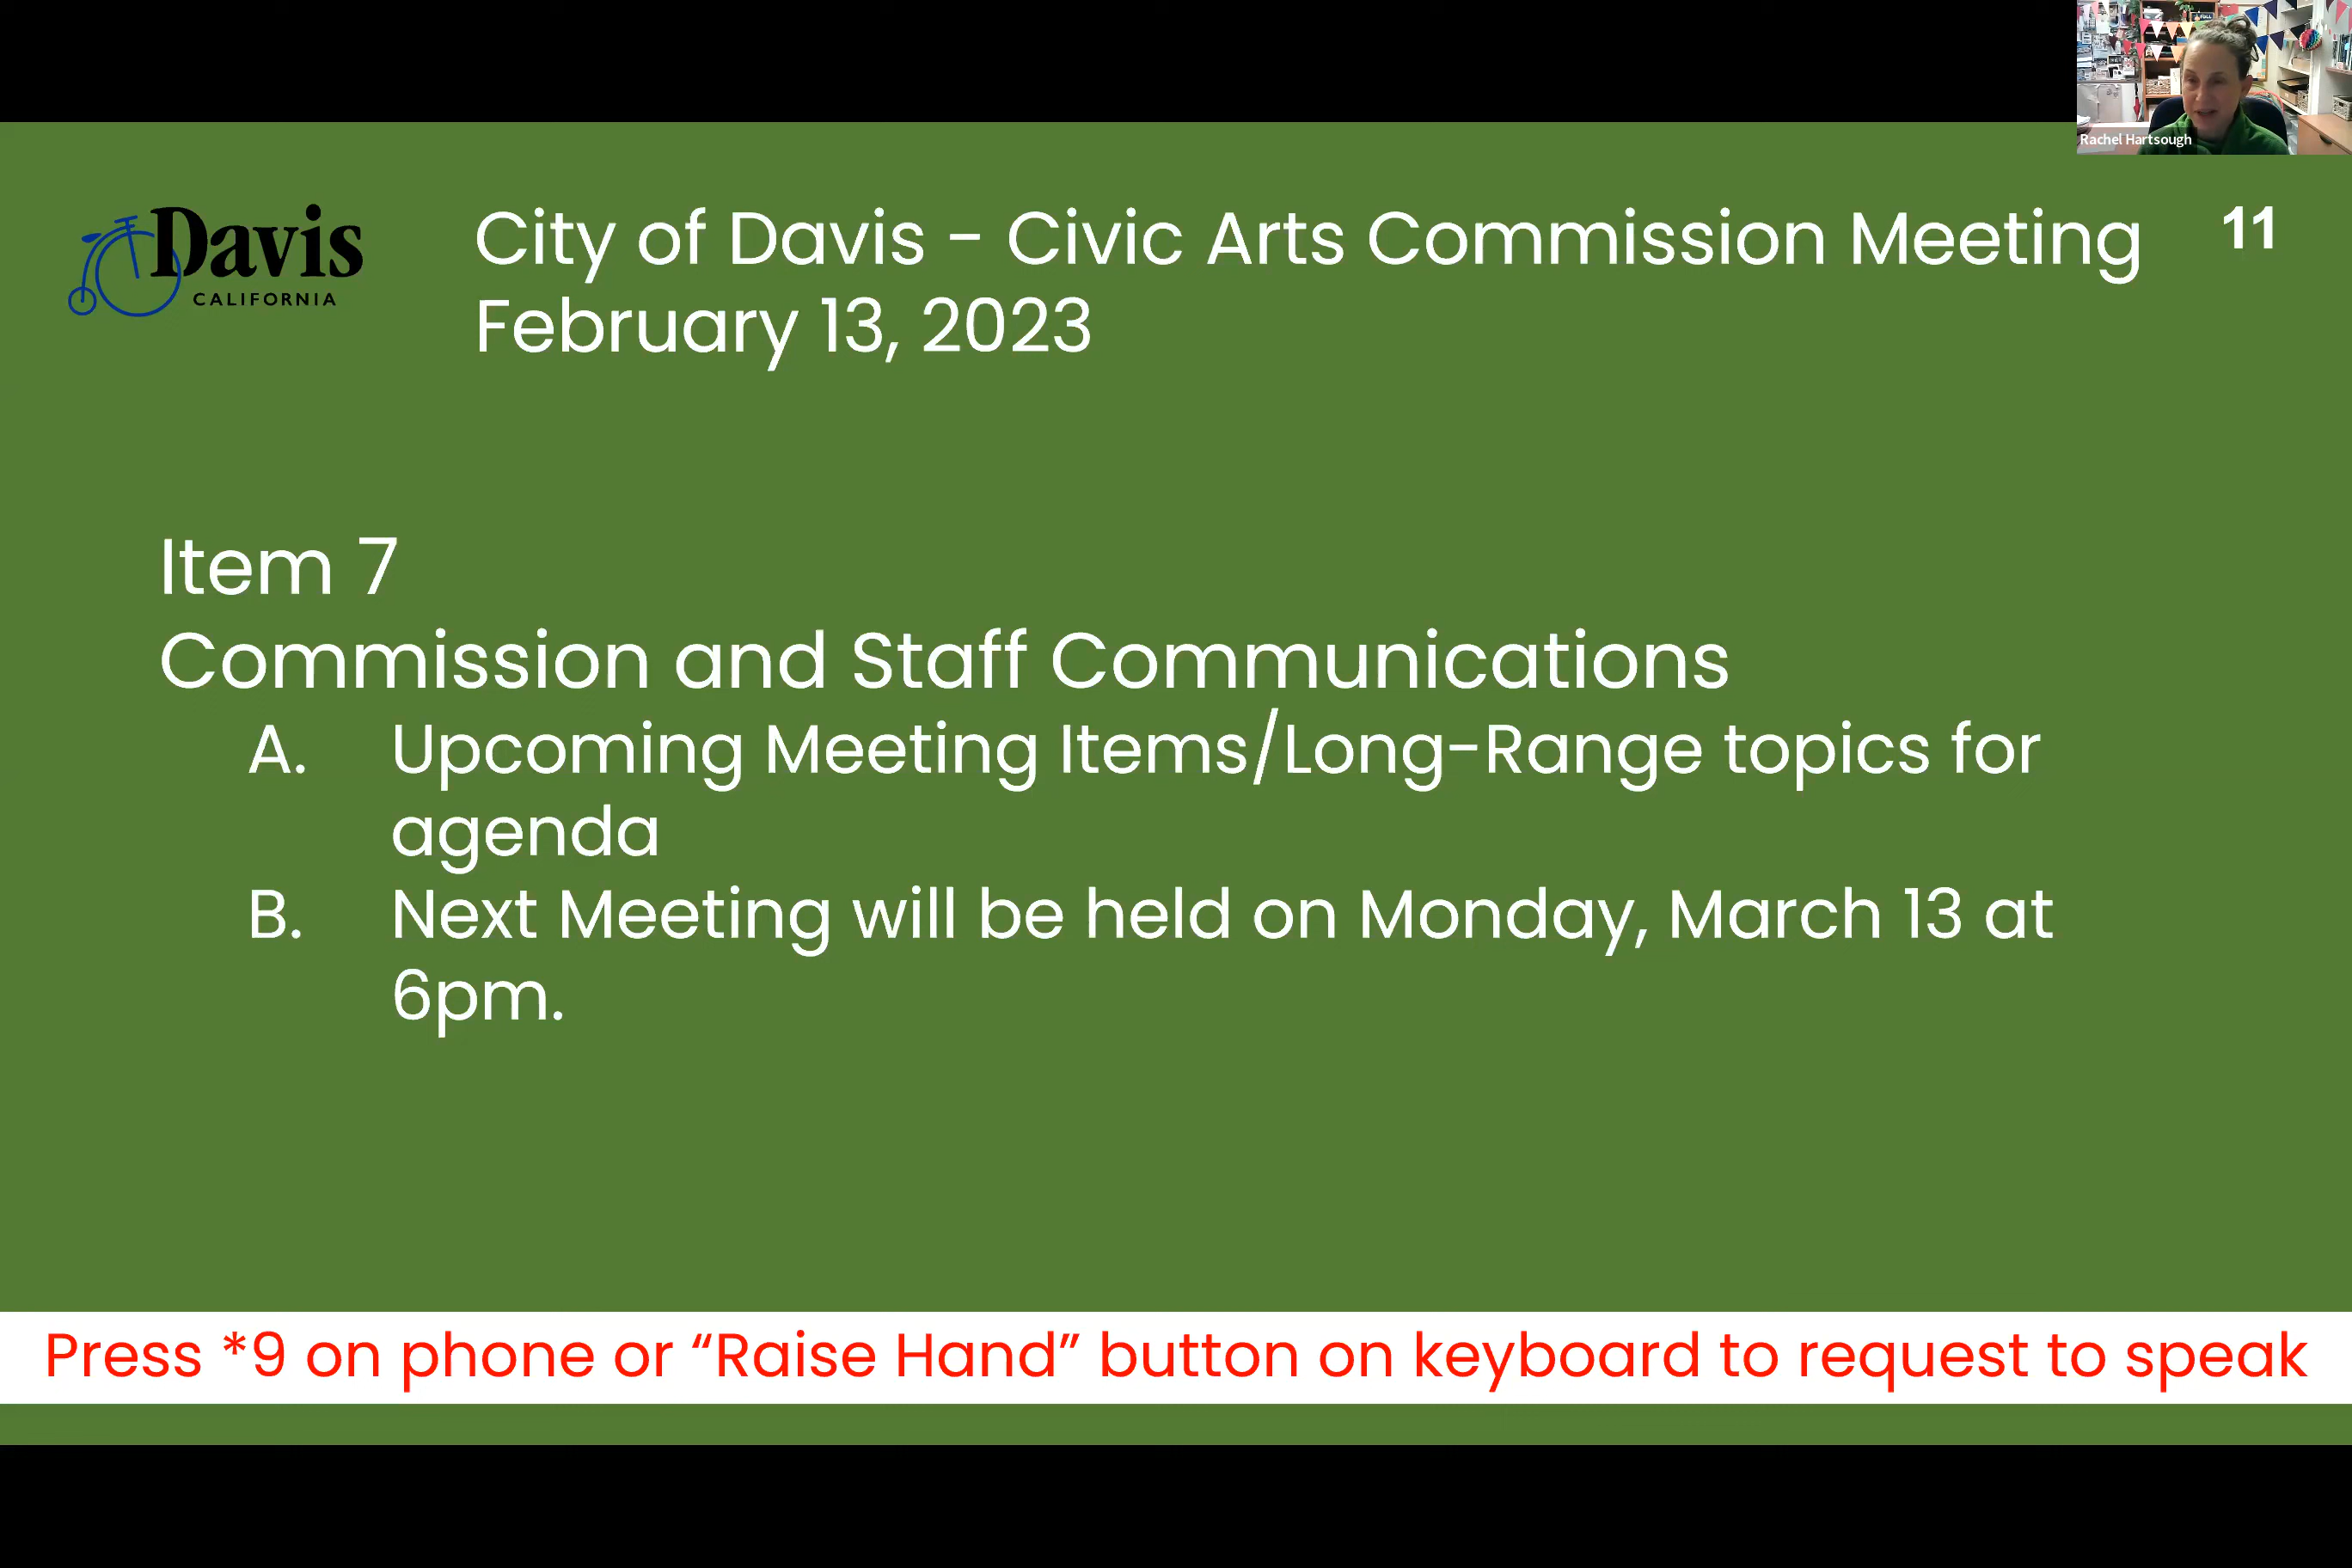 Rachel Hartsough
Davis
CALIFORNIA
City of Davis - Civic Arts Commission Meeting
February 13, 2023
11
Item 7
Commission and Staff Communications
A. Upcoming Meeting Items/Long-Range topics for
agenda
B. Next Meeting will be held on Monday, March 13 at
6pm.
Press *9 on phone or “Raise Hand” button on keyboard to request to speak